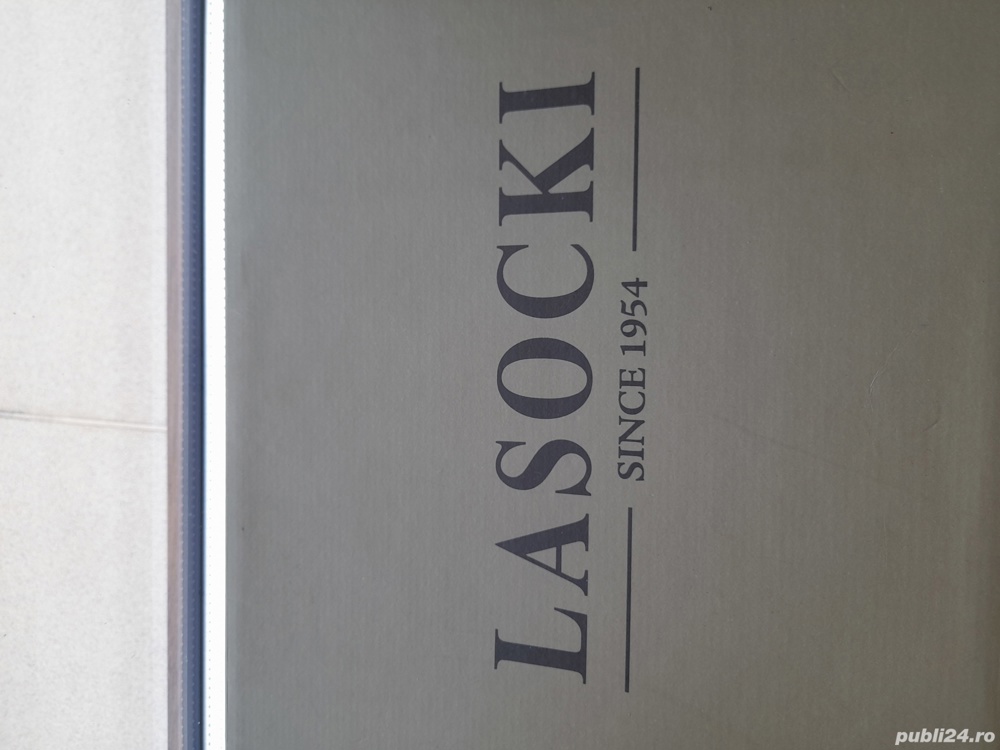 LASOCKI
SINCE 1954
publi24.ro